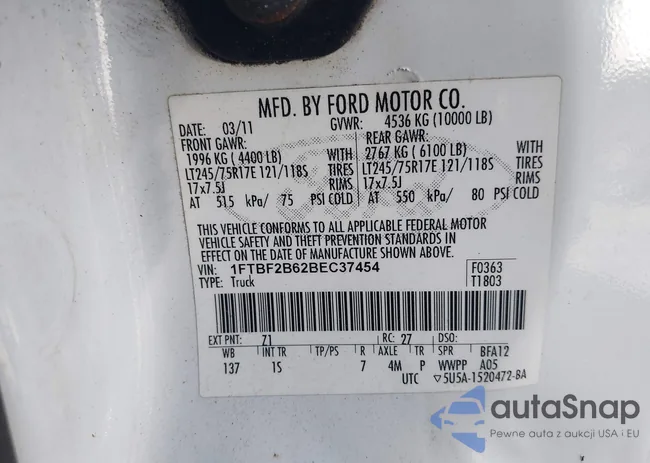 MFD. BY FORD MOTOR CO.
DATE: 03/11 GVWR: 4536 KG (10000 LB)
FRONT GAWR: REAR GAWR:
1996 KG (4400 LB) WITH 2767 KG (6100 LB) WITH
LT245/75R17E 121/118S TIRES LT245/75R17E 121/118S TIRES
17x7.5J RIMS 17x7.5J RIMS
AT 515 kPa/ 75 PSI COLD AT 550 kPa/ 80 PSI COLD
THIS VEHICLE CONFORMS TO ALL APPLICABLE FEDERAL MOTOR
VEHICLE SAFETY AND THEFT PREVENTION STANDARDS IN
EFFECT ON THE DATE OF MANUFACTURE SHOWN ABOVE.
VIN: 1FTBF2B62BEC37454 F0363
TYPE: Truck T1803
EXT PNT: Z1 RC: 27 DSO:
WB INT TR TP/PS R AXLE TR SPR BFA12
137 1S 7 4M P WWPP A05
UTC ▽5U5A-1520472-BA
autaSnap
Pewne auta z aukcji USA i EU